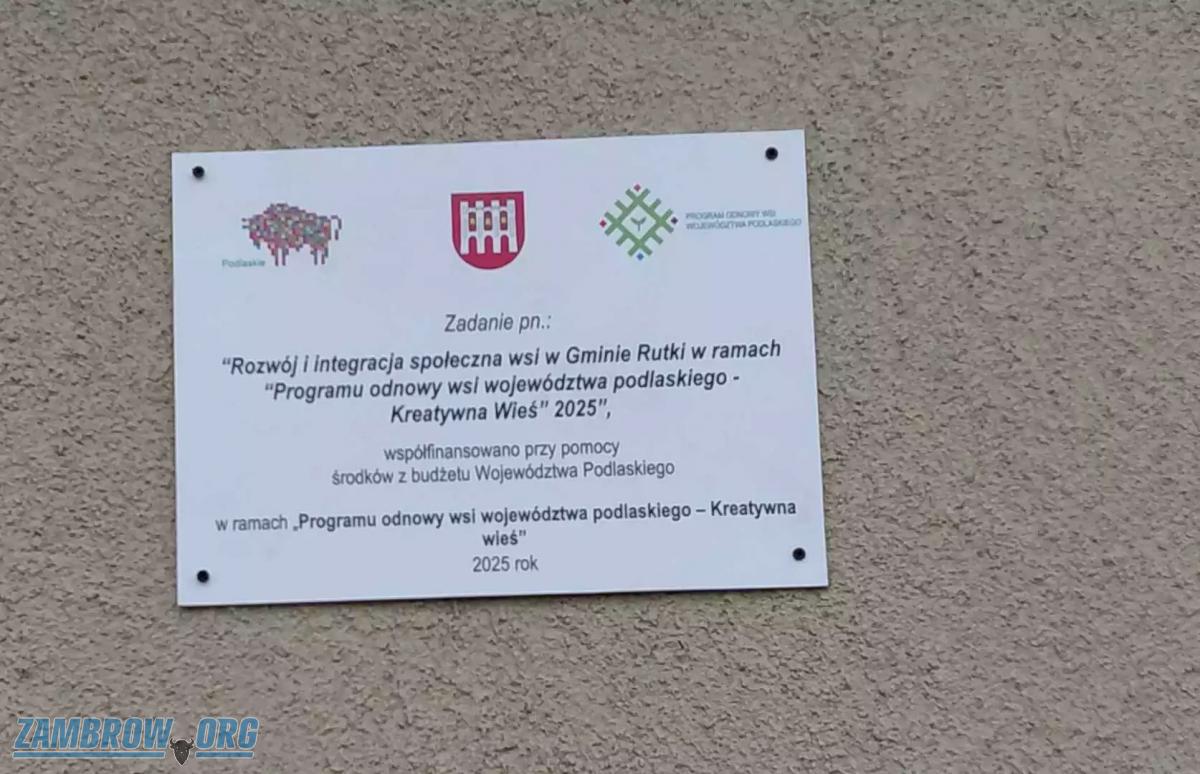 Podlaskie
PROGRAM ODNOWY WSI
WOJEWÓDZTWA PODLASKIEGO
Zadanie pn.:
“Rozwój i integracja społeczna wsi w Gminie Rutki w ramach
“Programu odnowy wsi województwa podlaskiego -
Kreatywna Wieś” 2025”,
współfinansowano przy pomocy
środków z budżetu Województwa Podlaskiego
w ramach „Programu odnowy wsi województwa podlaskiego – Kreatywna
wieś”
2025 rok
ZAMBROW.ORG